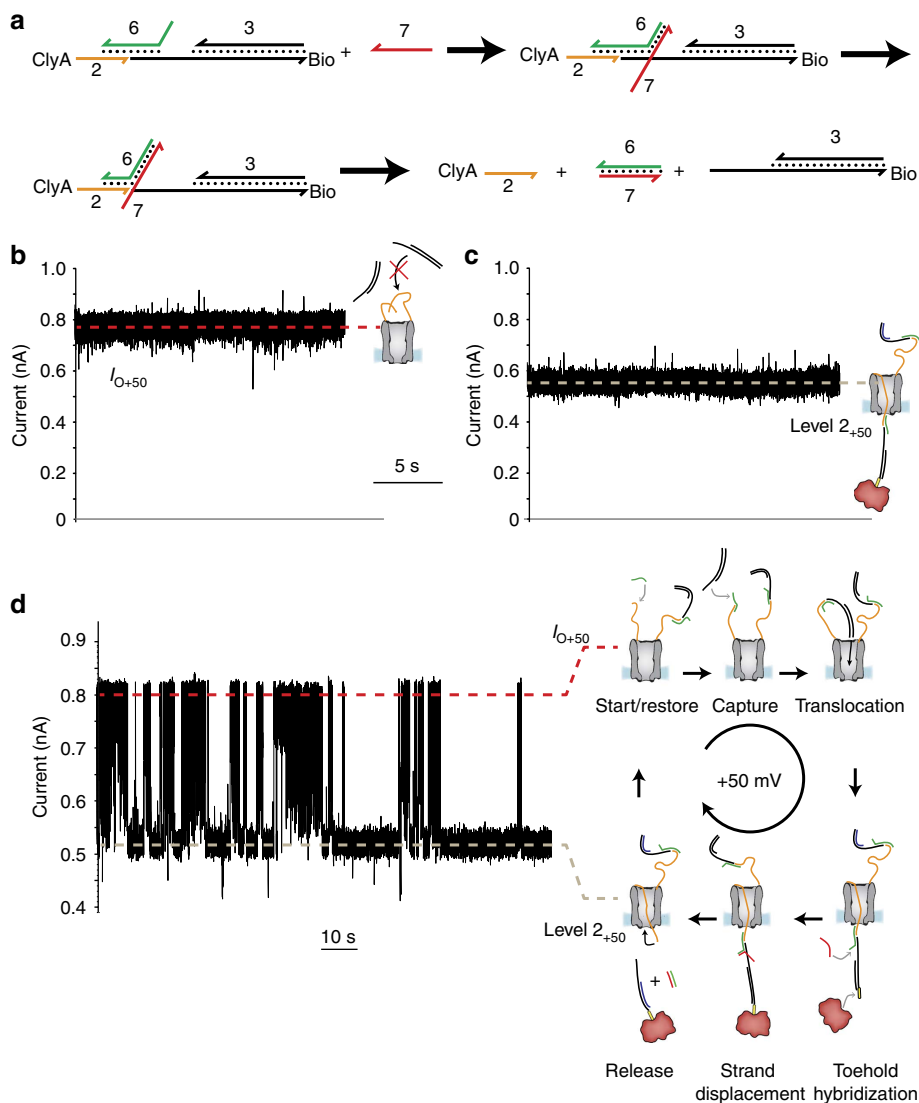 a
6 3 7 6 3
ClyA 2 Bio + ClyA 2 7 Bio
6 3 3
ClyA 2 7 Bio ClyA 2 + 6 7 + Bio
b
c
1.0
0.8
0.6
0.4
0.2
0
Current (nA)
I O+50
5 s
1.0
0.8
0.6
0.4
0.2
0
Current (nA)
Level 2+50
d
0.9
0.8
0.7
0.6
0.5
0.4
Current (nA)
10 s
I O+50
Level 2+50
Start/restore Capture Translocation
+50 mV
+
Release Strand displacement Toehold hybridization